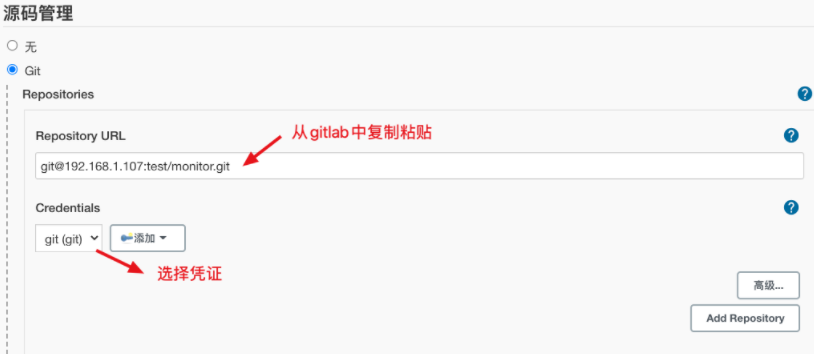 源码管理
无
Git
Repositories
Repository URL
从gitlab中复制粘贴
git@192.168.1.107:test/monitor.git
Credentials
git (git)
添加
选择凭证
高级...
Add Repository